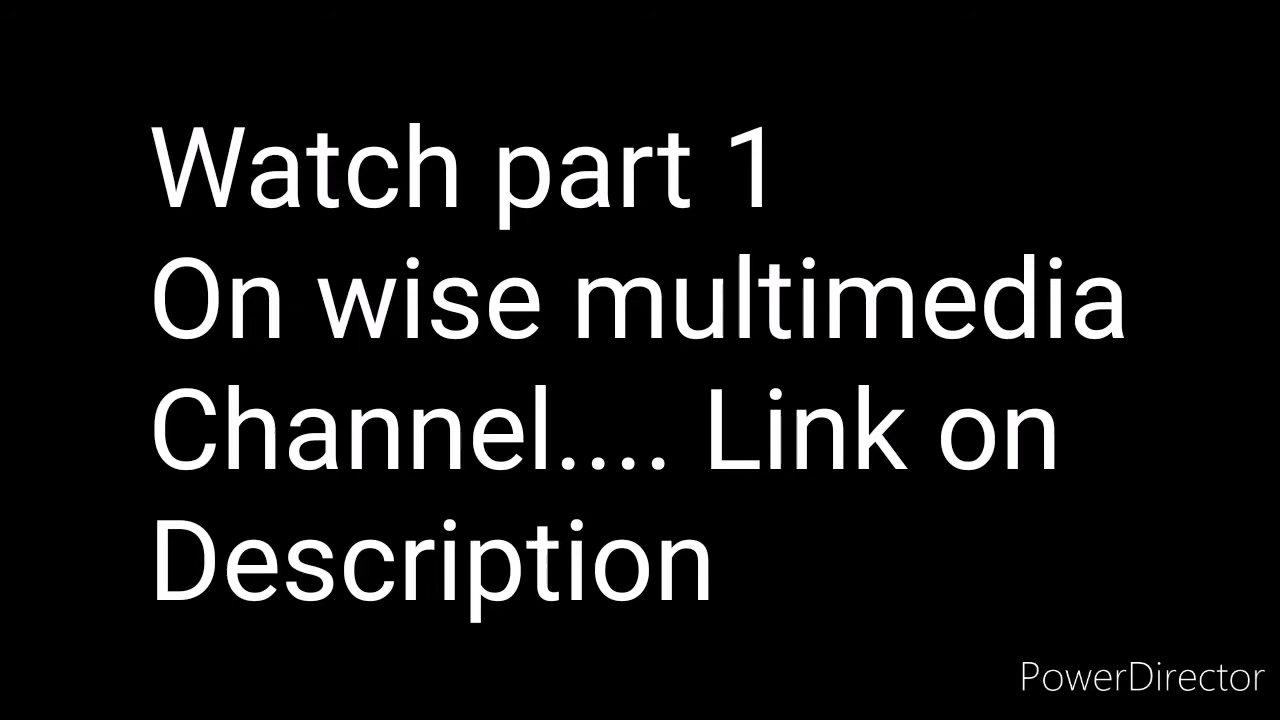 Watch part 1
On wise multimedia
Channel.... Link on
Description
PowerDirector